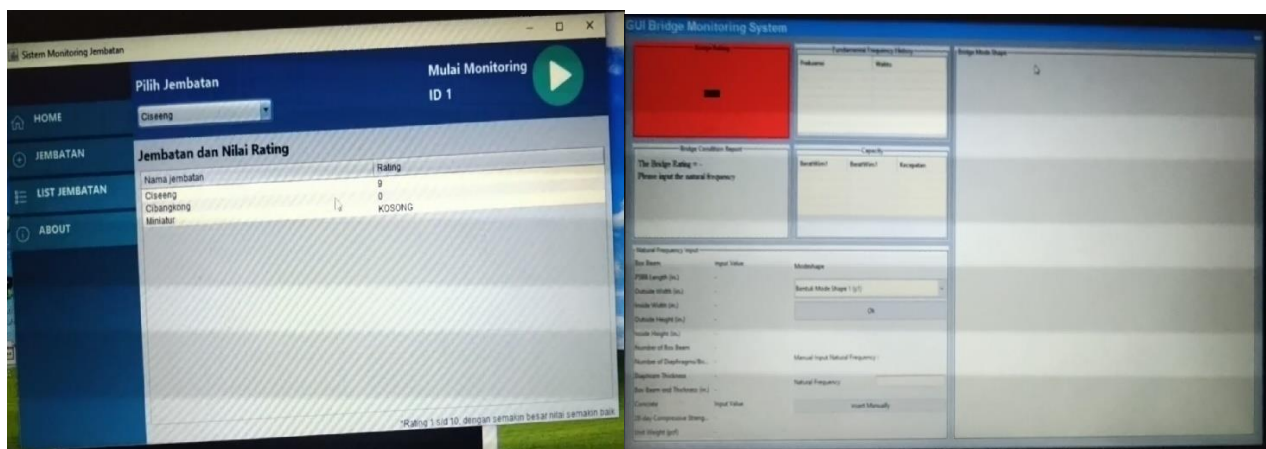 Sistem Monitoring Jembatan
HOME
JEMBATAN
LIST JEMBATAN
ABOUT
Pilih Jembatan
Ciseeng
Mulai Monitoring
ID 1
Jembatan dan Nilai Rating
Nama jembatan Rating
Ciseeng 9
Cibangkong 0
Miniatur KOSONG
*Rating 1 s/d 10, dengan semakin besar nilai semakin baik
GUI Bridge Monitoring System
Bridge Rating
Fundamental Frequency History
Frekuensi Waktu
Bridge Mode Shape
Bridge Condition Report
The Bridge Rating = -
Please input the natural frequency
Capacity
Kecepatan
Natural Frequency Input
Box Beam Input Value
Length (in.) -
Outside Width (in.) -
Inside Width (in.) -
Outside Height (in.) -
Inside Height (in.) -
Number of Box Beam -
Number of Diaphragms/Bo... -
Diaphragm Thickness -
Box Beam end Thickness (in.) -
Concrete Input Value
28 day Compressive Streng... -
Unit Weight (pcf) -
Modeshape
Bentuk Mode Shape 1 (y1)
Ok
Manual Input Natural Frequency :
Natural Frequency
Insert Manually